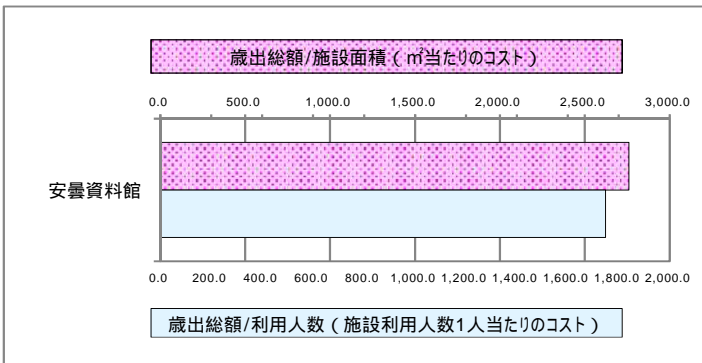 歳出総額/施設面積(㎡当たりのコスト)
0.0 500.0 1,000.0 1,500.0 2,000.0 2,500.0 3,000.0
安曇資料館
0.0 200.0 400.0 600.0 800.0 1,000.0 1,200.0 1,400.0 1,600.0 1,800.0 2,000.0
歳出総額/利用人数(施設利用人数1人当たりのコスト)